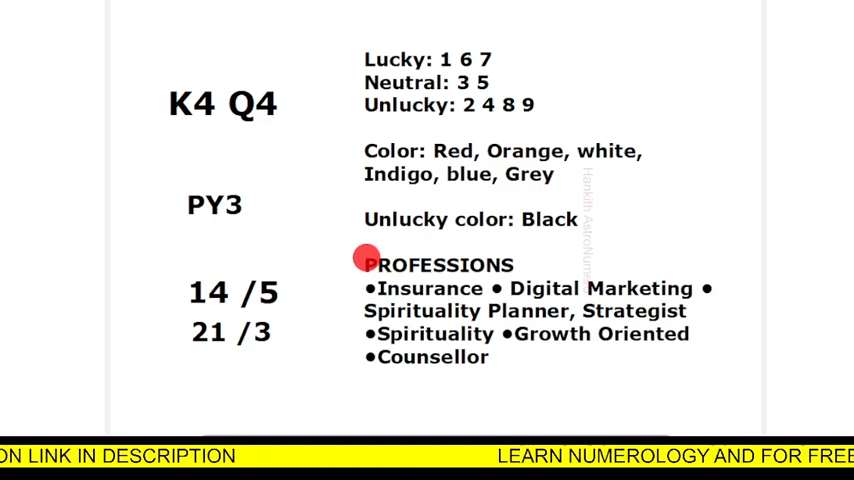 K4 Q4
PY3
14 /5
21 /3
Lucky: 1 6 7
Neutral: 3 5
Unlucky: 2 4 8 9
Color: Red, Orange, white,
Indigo, blue, Grey
Unlucky color: Black
PROFESSIONS
●Insurance ● Digital Marketing ●
Spirituality Planner, Strategist
●Spirituality ●Growth Oriented
●Counsellor
Hankith AstroNumero
ON LINK IN DESCRIPTION
LEARN NUMEROLOGY AND FOR FREE